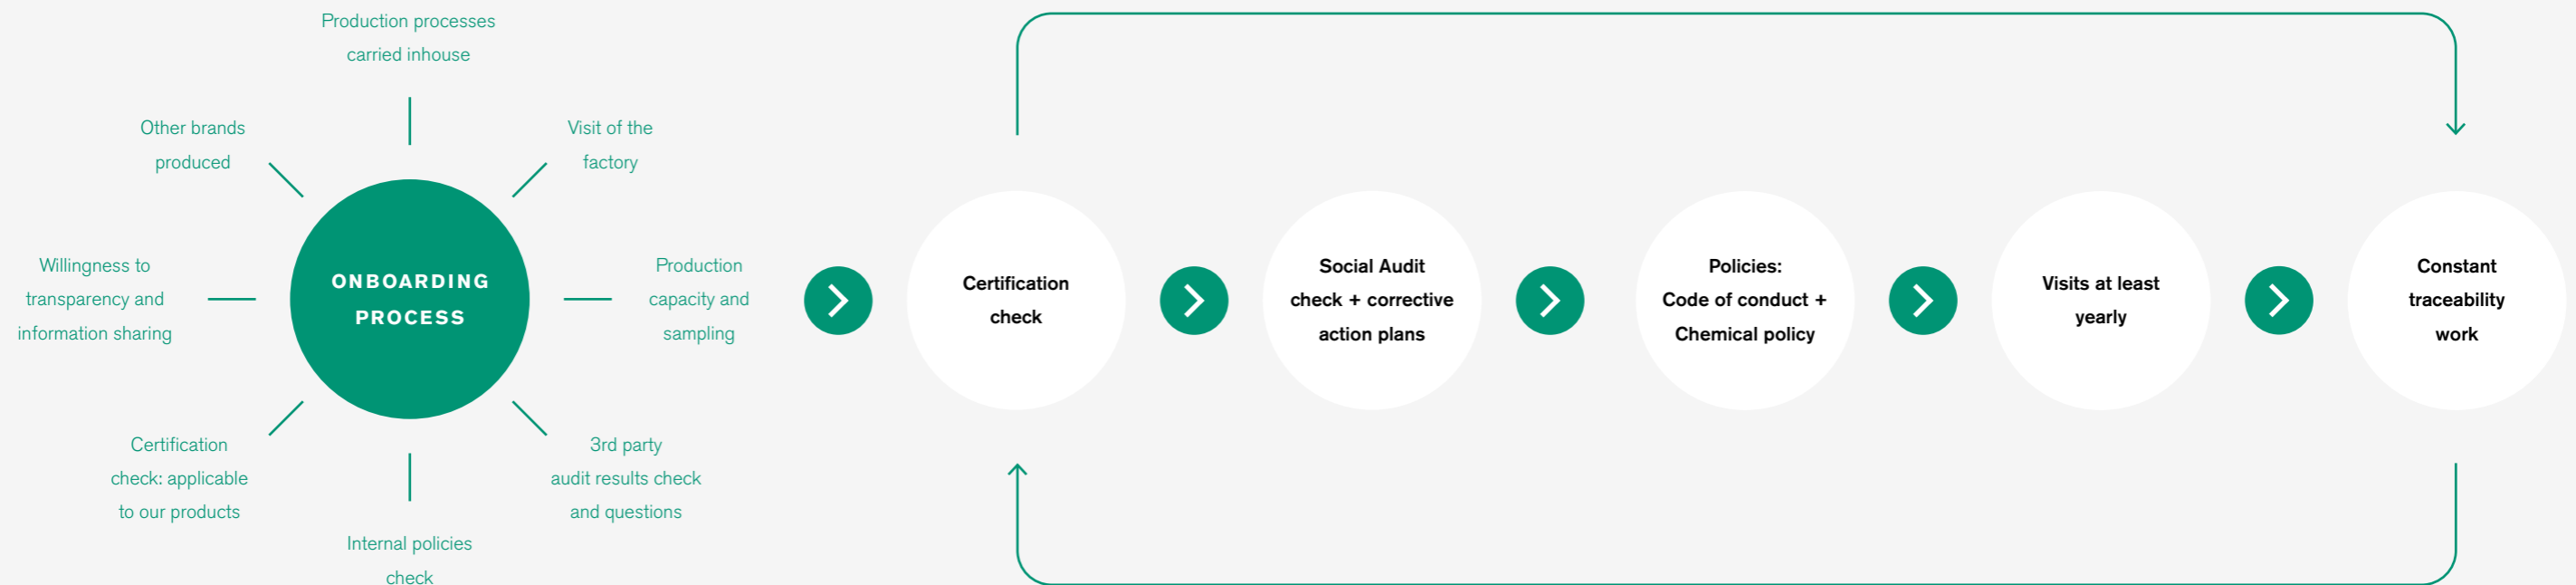 Production processes
carried inhouse
Other brands
produced
Visit of the
factory
Willingness to
transparency and
information sharing
ONBOARDING
PROCESS
Production
capacity and
sampling
Certification
check: applicable
to our products
3rd party
audit results check
and questions
Internal policies
check
Certification
check
Social Audit
check + corrective
action plans
Policies:
Code of conduct +
Chemical policy
Visits at least
yearly
Constant
traceability
work